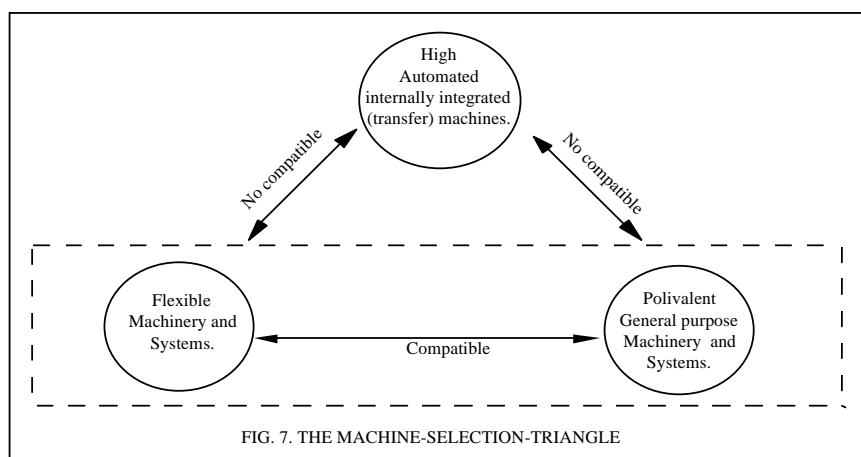 High
Automated
internally integrated
(transfer) machines.
No compatible
No compatible
Flexible
Machinery and
Systems.
Compatible
Polivalent
General purpose
Machinery and
Systems.
FIG. 7. THE MACHINE-SELECTION-TRIANGLE